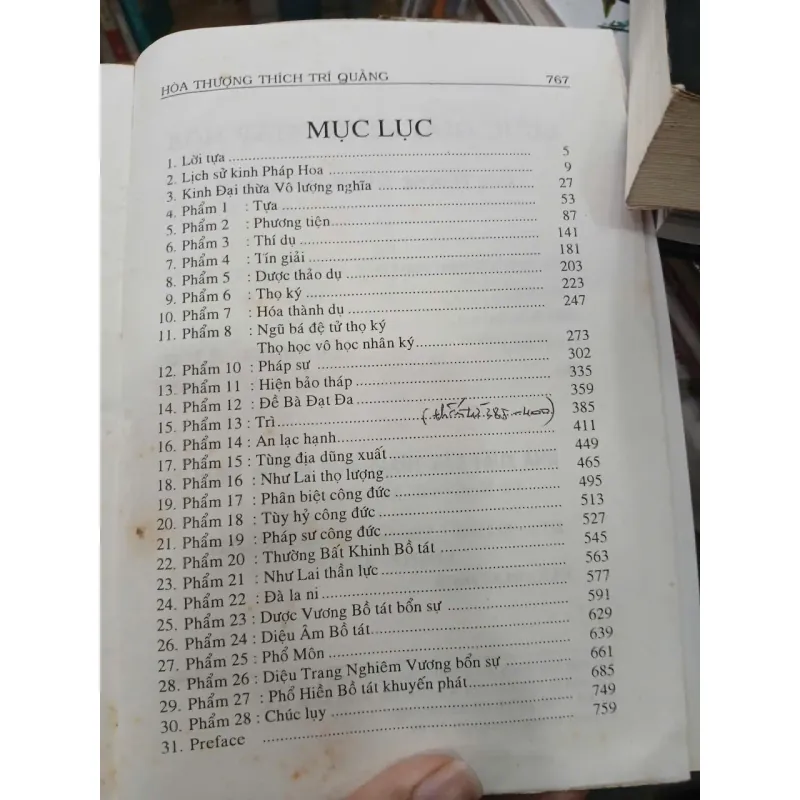 HÒA THƯỢNG THÍCH TRÍ QUẢNG 767
MỤC LỤC
1. Lời tựa ........ 5
2. Lịch sử kinh Pháp Hoa ........ 9
3. Kinh Đại thừa Vô lượng nghĩa ........ 27
4. Phẩm 1 : Tựa ........ 53
5. Phẩm 2 : Phương tiện ........ 87
6. Phẩm 3 : Thí dụ ........ 141
7. Phẩm 4 : Tín giải ........ 181
8. Phẩm 5 : Dược thảo dụ ........ 203
9. Phẩm 6 : Thọ ký ........ 223
10. Phẩm 7 : Hóa thành dụ ........ 247
11. Phẩm 8 : Ngũ bá đệ tử thọ ký
Thọ học vô học nhân ký ........ 273
12. Phẩm 10 : Pháp sư ........ 302
13. Phẩm 11 : Hiện bảo tháp ........ 335
14. Phẩm 12 : Đề Bà Đạt Đa ........ 359
15. Phẩm 13 : Trì ........ 385
16. Phẩm 14 : An lạc hạnh ........ 411
17. Phẩm 15 : Tùng địa dũng xuất ........ 449
18. Phẩm 16 : Như Lai thọ lượng ........ 465
19. Phẩm 17 : Phân biệt công đức ........ 495
20. Phẩm 18 : Tùy hỷ công đức ........ 513
21. Phẩm 19 : Pháp sư công đức ........ 527
22. Phẩm 20 : Thường Bất Khinh Bồ tát ........ 545
23. Phẩm 21 : Như Lai thần lực ........ 563
24. Phẩm 22 : Đà la ni ........ 577
25. Phẩm 23 : Dược Vương Bồ tát bổn sự ........ 591
26. Phẩm 24 : Diệu Âm Bồ tát ........ 629
27. Phẩm 25 : Phổ Môn ........ 639
28. Phẩm 26 : Diệu Trang Nghiêm Vương bổn sự ........ 661
29. Phẩm 27 : Phổ Hiền Bồ tát khuyến phát ........ 685
30. Phẩm 28 : Chúc lụy ........ 749
31. Preface ........ 759